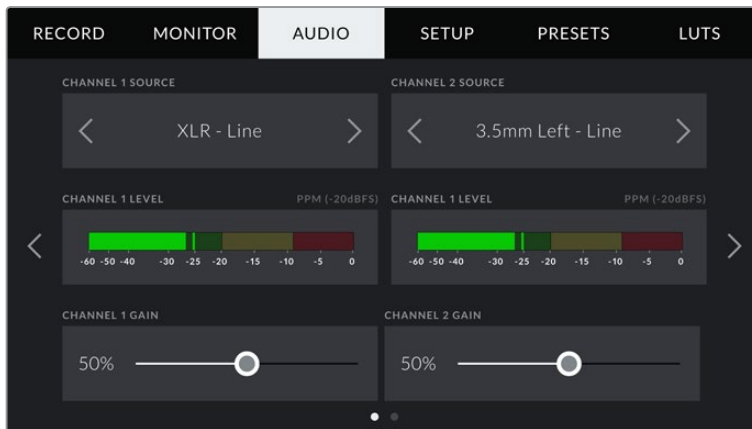 RECORD MONITOR AUDIO SETUP PRESETS LUTS
CHANNEL 1 SOURCE CHANNEL 2 SOURCE
XLR - Line 3.5mm Left - Line
CHANNEL 1 LEVEL PPM (-20dBFS) CHANNEL 1 LEVEL PPM (-20dBFS)
-60 -50 -40 -30 -25 -20 -15 -10 -5 0 -60 -50 -40 -30 -25 -20 -15 -10 -5 0
CHANNEL 1 GAIN CHANNEL 2 GAIN
50% 50%